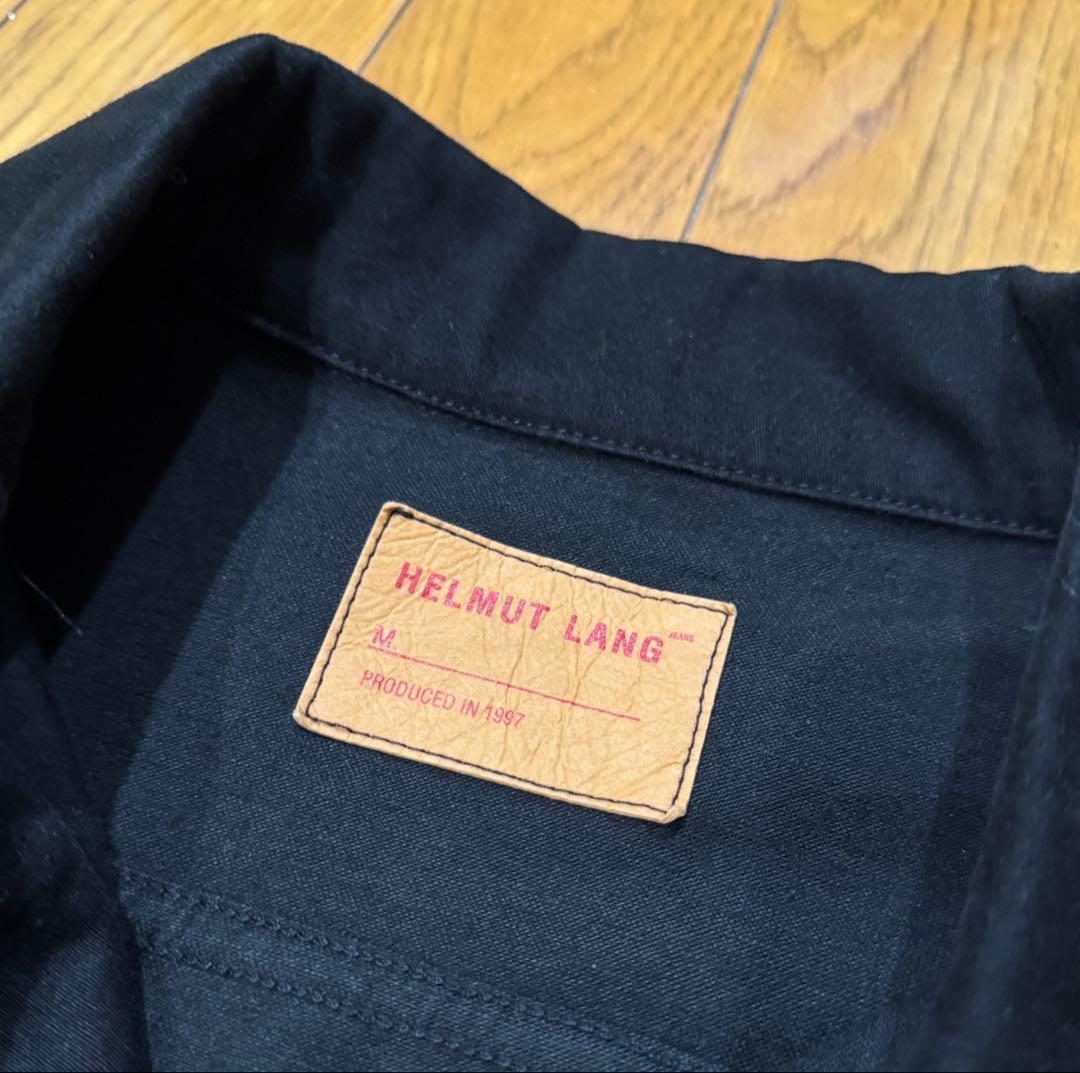 HELMUT LANG JEANS
M.
PRODUCED IN 1997